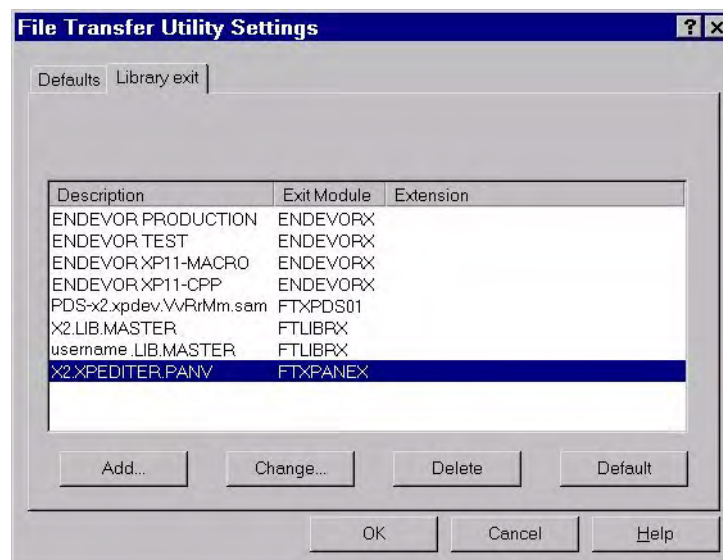 File Transfer Utility Settings ? ×
Defaults Library exit
Description Exit Module Extension
ENDEVOR PRODUCTION ENDEVORX
ENDEVOR TEST ENDEVORX
ENDEVOR XP11-MACRO ENDEVORX
ENDEVOR XP11-CPP ENDEVORX
PDS-x2.xpdev.VvRrMm.sam FTXPDS01
X2.LIB.MASTER FTLIBRX
username.LIB.MASTER FTLIBRX
X2.XPEDITER.PANV FTXPANEX
Add... Change... Delete Default
OK Cancel Help